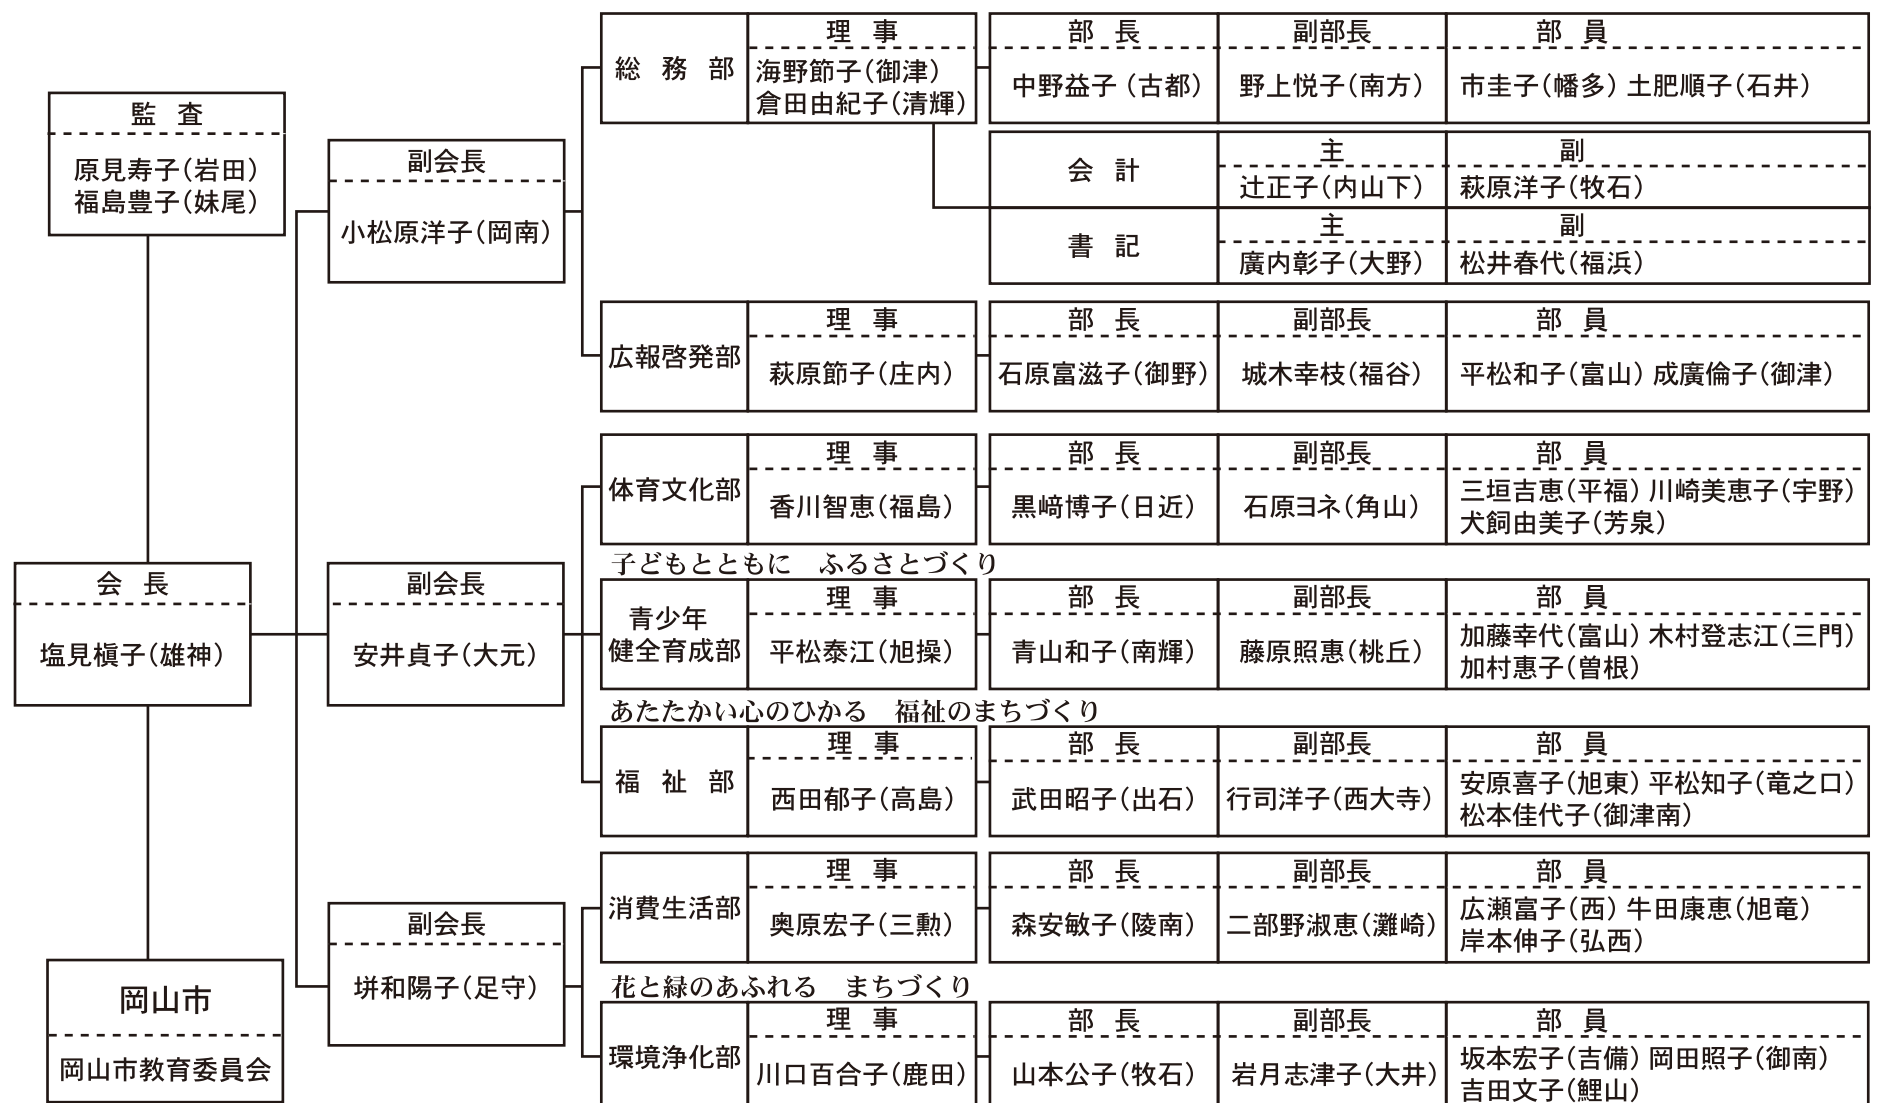 監 査
原見寿子（岩田）
福島豊子（妹尾）
会 長
塩見槇子（雄神）
岡山市
岡山市教育委員会
副会長
小松原洋子（岡南）
副会長
安井貞子（大元）
副会長
垪和陽子（足守）
総 務 部
理 事
海野節子（御津）
倉田由紀子（清輝）
部 長
中野益子（古都）
副部長
野上悦子（南方）
部 員
市圭子（幡多）土肥順子（石井）
会 計
主
辻正子（内山下）
副
萩原洋子（牧石）
書 記
主
廣内彰子（大野）
副
松井春代（福浜）
広報啓発部
理 事
萩原節子（庄内）
部 長
石原富滋子（御野）
副部長
城木幸枝（福谷）
部 員
平松和子（富山）成廣倫子（御津）
体育文化部
理 事
香川智恵（福島）
部 長
黒﨑博子（日近）
副部長
石原ヨネ（角山）
部 員
三垣吉恵（平福）川崎美恵子（宇野）
犬飼由美子（芳泉）
子どもとともに　ふるさとづくり
青少年
健全育成部
理 事
平松泰江（旭操）
部 長
青山和子（南輝）
副部長
藤原照惠（桃丘）
部 員
加藤幸代（富山）木村登志江（三門）
加村惠子（曽根）
あたたかい心のひかる　福祉のまちづくり
福 祉 部
理 事
西田郁子（高島）
部 長
武田昭子（出石）
副部長
行司洋子（西大寺）
部 員
安原喜子（旭東）平松知子（竜之口）
松本佳代子（御津南）
消費生活部
理 事
奥原宏子（三勲）
部 長
森安敏子（陵南）
副部長
二部野淑恵（灘崎）
部 員
広瀬富子（西）牛田康恵（旭竜）
岸本伸子（弘西）
花と緑のあふれる　まちづくり
環境浄化部
理 事
川口百合子（鹿田）
部 長
山本公子（牧石）
副部長
岩月志津子（大井）
部 員
坂本宏子（吉備）岡田照子（御南）
吉田文子（鯉山）